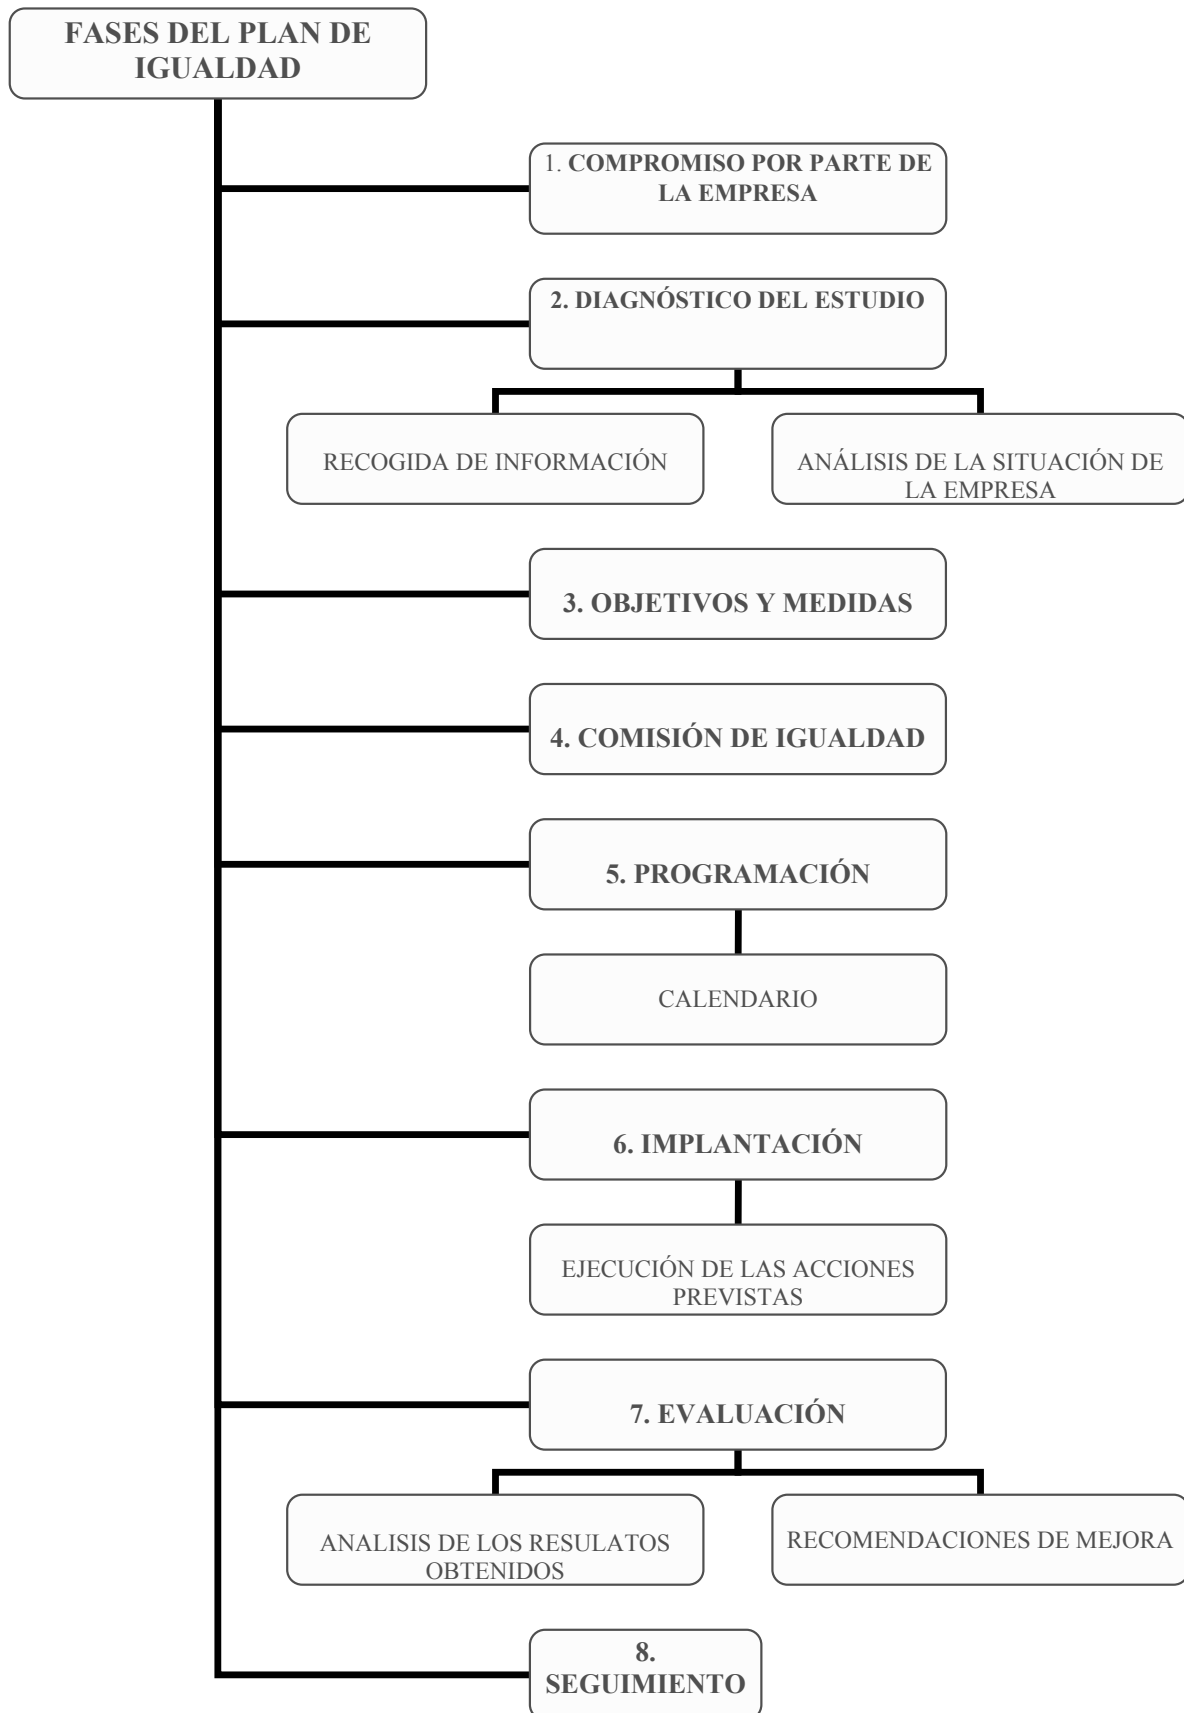 FASES DEL PLAN DE
IGUALDAD
1. COMPROMISO POR PARTE DE
LA EMPRESA
2. DIAGNÓSTICO DEL ESTUDIO
RECOGIDA DE INFORMACIÓN
ANÁLISIS DE LA SITUACIÓN DE
LA EMPRESA
3. OBJETIVOS Y MEDIDAS
4. COMISIÓN DE IGUALDAD
5. PROGRAMACIÓN
CALENDARIO
6. IMPLANTACIÓN
EJECUCIÓN DE LAS ACCIONES
PREVISTAS
7. EVALUACIÓN
ANALISIS DE LOS RESULATOS
OBTENIDOS
RECOMENDACIONES DE MEJORA
8.
SEGUIMIENTO